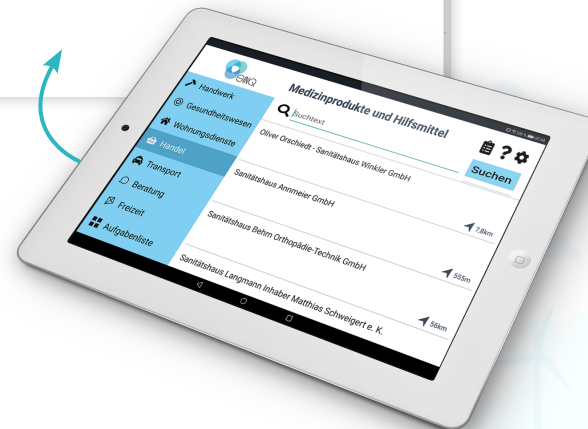 GINQ
Handwerk
Gesundheitswesen
Wohnungsdienste
Handel
Transport
Beratung
Freizeit
Aufgabenliste
Medizinprodukte und Hilfsmittel
Suchtext
Suchen
Oliver Orschiedt - Sanitätshaus Winkler GmbH
7,8km
Sanitätshaus Annmeier GmbH
555m
Sanitätshaus Behm Orthopädie-Technik GmbH
56km
Sanitätshaus Langmann Inhaber Matthias Schweigert e. K.